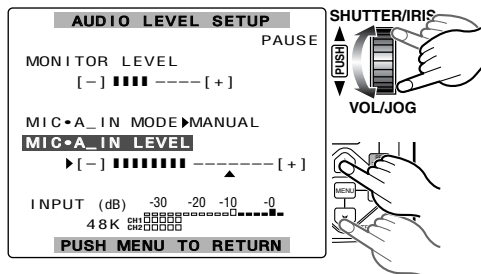 AUDIO LEVEL SETUP
PAUSE
MONITOR LEVEL
[-] ▮▮▮▮ ----[+]
MIC•A_IN MODE▶MANUAL
MIC•A_IN LEVEL
▶[-] ▮▮▮▮▮▮▮▮ -------[+]
INPUT (dB) -30 -20 -10 -0
48K CH1
CH2
PUSH MENU TO RETURN
SHUTTER/IRIS
PUSH
VOL/JOG
MENU